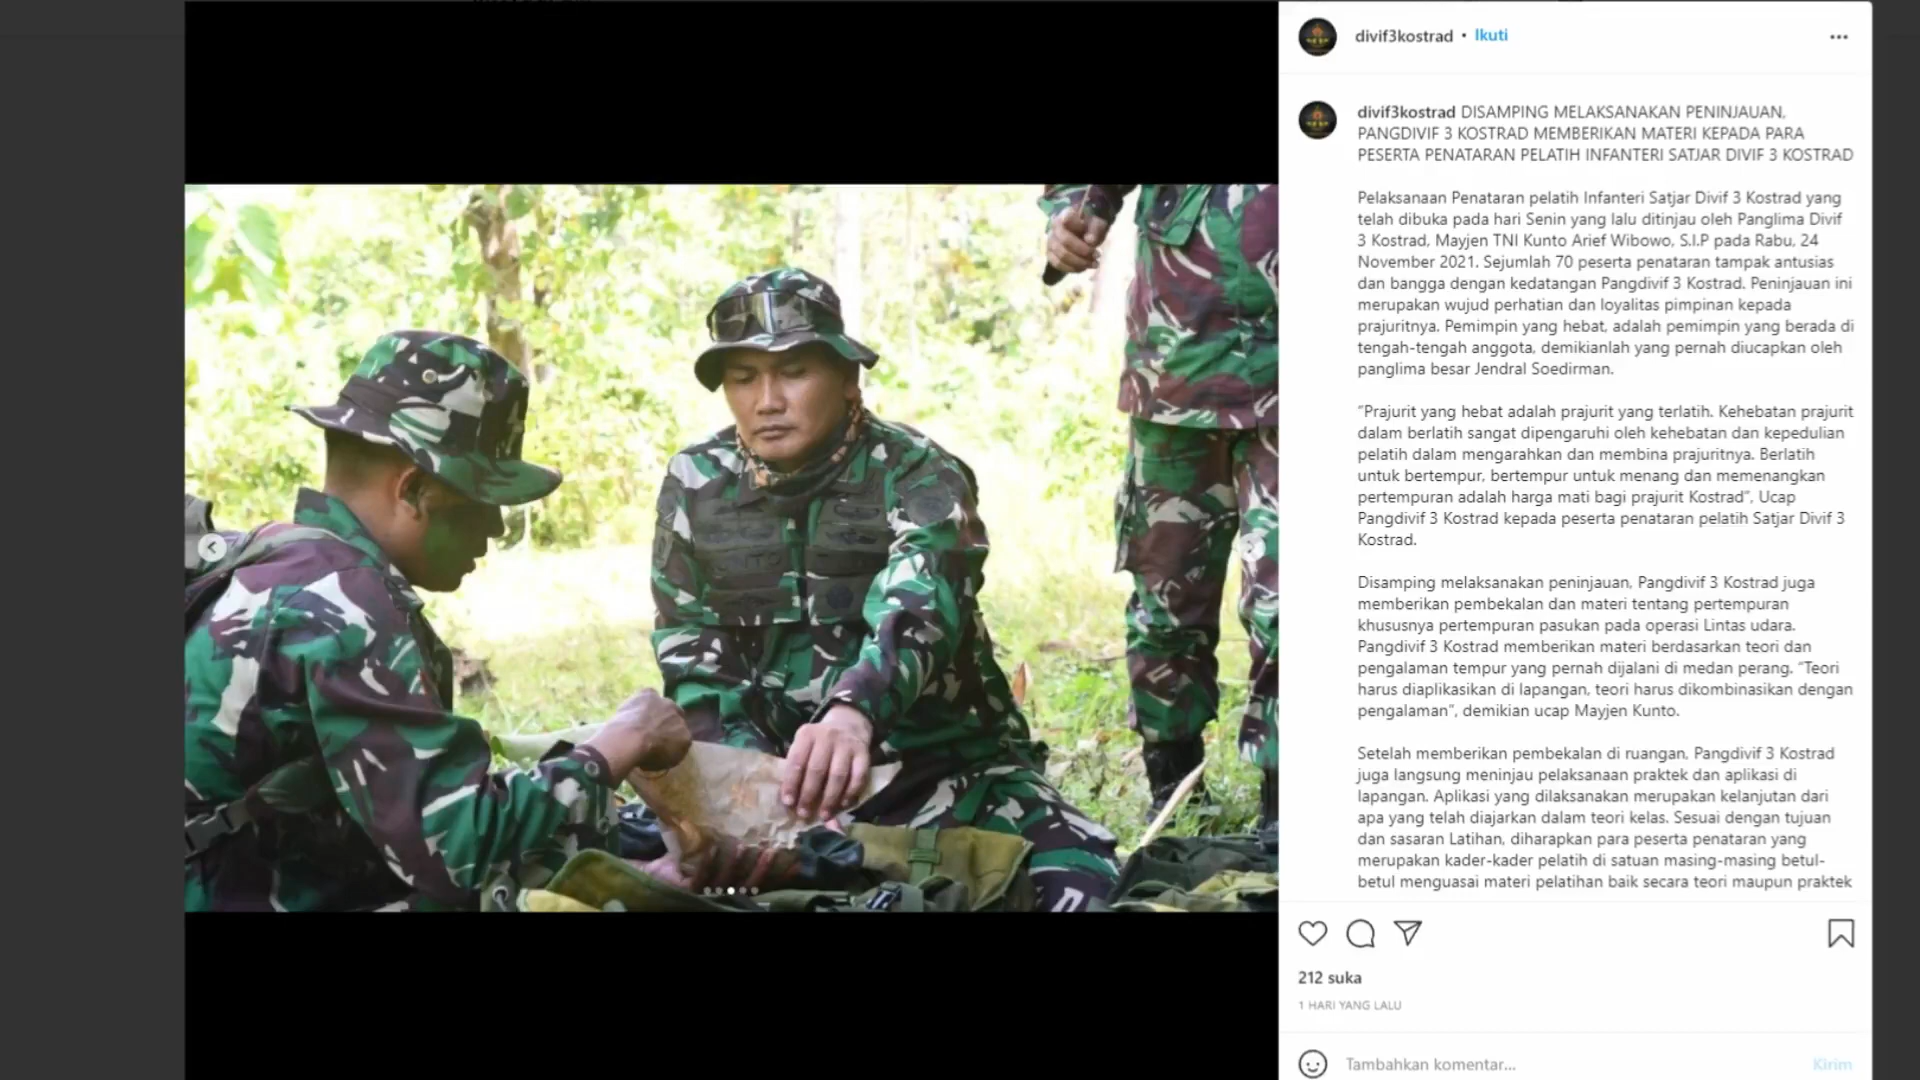 divif3kostrad • Ikuti
divif3kostrad DISAMPING MELAKSANAKAN PENINJAUAN,
PANGDIVIF 3 KOSTRAD MEMBERIKAN MATERI KEPADA PARA
PESERTA PENATARAN PELATIH INFANTERI SATJAR DIVIF 3 KOSTRAD
Pelaksanaan Penataran pelatih Infanteri Satjar Divif 3 Kostrad yang
telah dibuka pada hari Senin yang lalu ditinjau oleh Panglima Divif
3 Kostrad, Mayjen TNI Kunto Arief Wibowo, S.I.P pada Rabu, 24
November 2021. Sejumlah 70 peserta penataran tampak antusias
dan bangga dengan kedatangan Pangdivif 3 Kostrad. Peninjauan ini
merupakan wujud perhatian dan loyalitas pimpinan kepada
prajuritnya. Pemimpin yang hebat, adalah pemimpin yang berada di
tengah-tengah anggota, demikianlah yang pernah diucapkan oleh
panglima besar Jendral Soedirman.
“Prajurit yang hebat adalah prajurit yang terlatih. Kehebatan prajurit
dalam berlatih sangat dipengaruhi oleh kehebatan dan kepedulian
pelatih dalam mengarahkan dan membina prajuritnya. Berlatih
untuk bertempur, bertempur untuk menang dan memenangkan
pertempuran adalah harga mati bagi prajurit Kostrad”, Ucap
Pangdivif 3 Kostrad kepada peserta penataran pelatih Satjar Divif 3
Kostrad.
Disamping melaksanakan peninjauan, Pangdivif 3 Kostrad juga
memberikan pembekalan dan materi tentang pertempuran
khususnya pertempuran pasukan pada operasi Lintas udara.
Pangdivif 3 Kostrad memberikan materi berdasarkan teori dan
pengalaman tempur yang pernah dijalani di medan perang. “Teori
harus diaplikasikan di lapangan, teori harus dikombinasikan dengan
pengalaman”, demikian ucap Mayjen Kunto.
Setelah memberikan pembekalan di ruangan, Pangdivif 3 Kostrad
juga langsung meninjau pelaksanaan praktek dan aplikasi di
lapangan. Aplikasi yang dilaksanakan merupakan kelanjutan dari
apa yang telah diajarkan dalam teori kelas. Sesuai dengan tujuan
dan sasaran Latihan, diharapkan para peserta penataran yang
merupakan kader-kader pelatih di satuan masing-masing betul-
betul menguasai materi pelatihan baik secara teori maupun praktek
212 suka
1 HARI YANG LALU
Tambahkan komentar...
Kirim